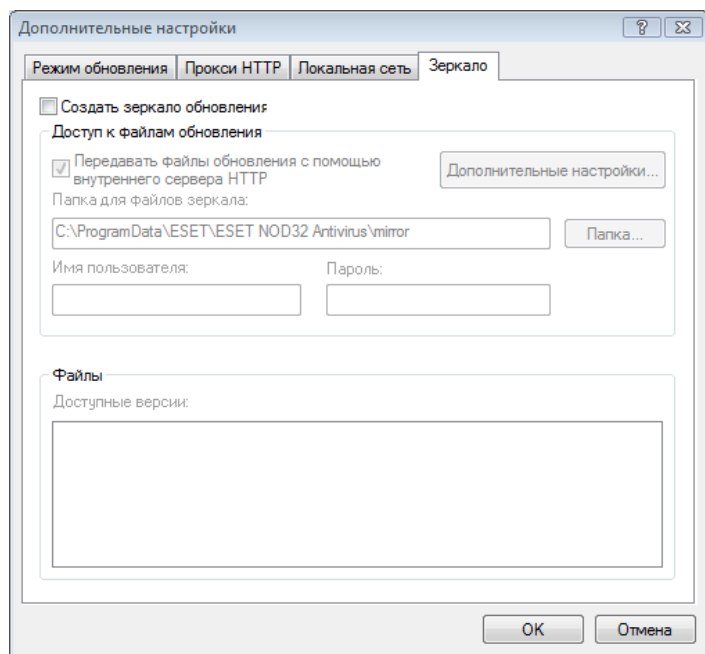 Дополнительные настройки
Режим обновления Прокси HTTP Локальная сеть Зеркало
Создать зеркало обновления
Доступ к файлам обновления
Передавать файлы обновления с помощью
внутреннего сервера HTTP
Дополнительные настройки...
Папка для файлов зеркала:
C:\ProgramData\ESET\ESET NOD32 Antivirus\mirror
Папка...
Имя пользователя: Пароль:
Файлы
Доступные версии:
OK Отмена